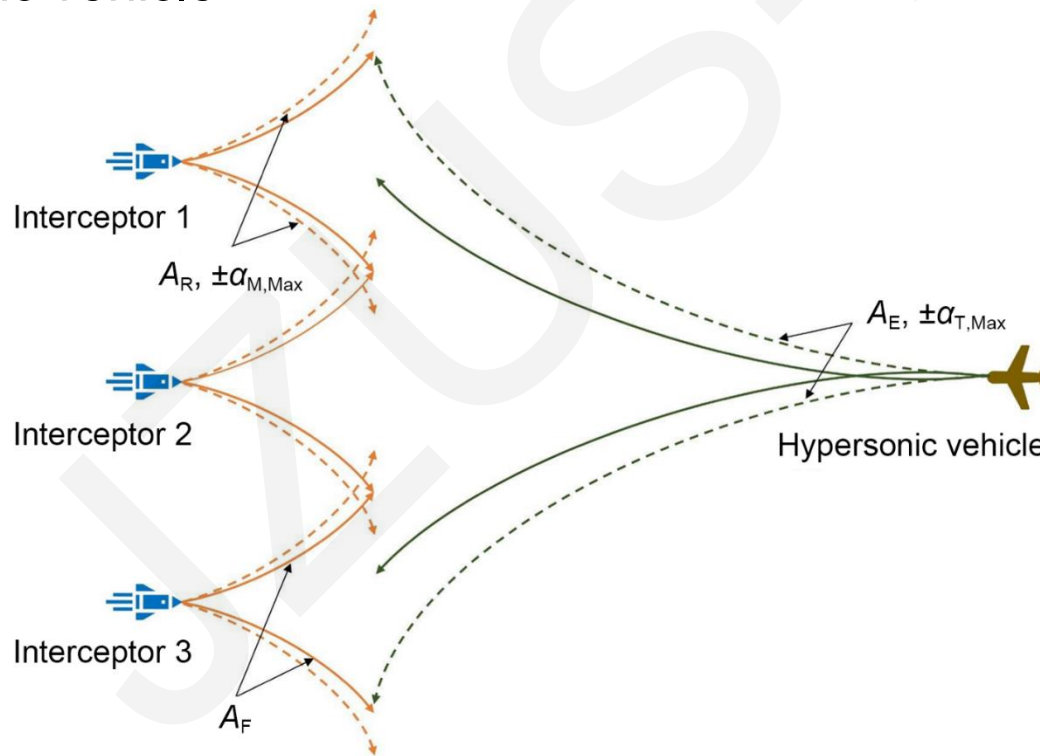 Interceptor 1
A_R, ±α_M,Max
A_E, ±α_T,Max
Interceptor 2
Hypersonic vehicle
Interceptor 3
A_F